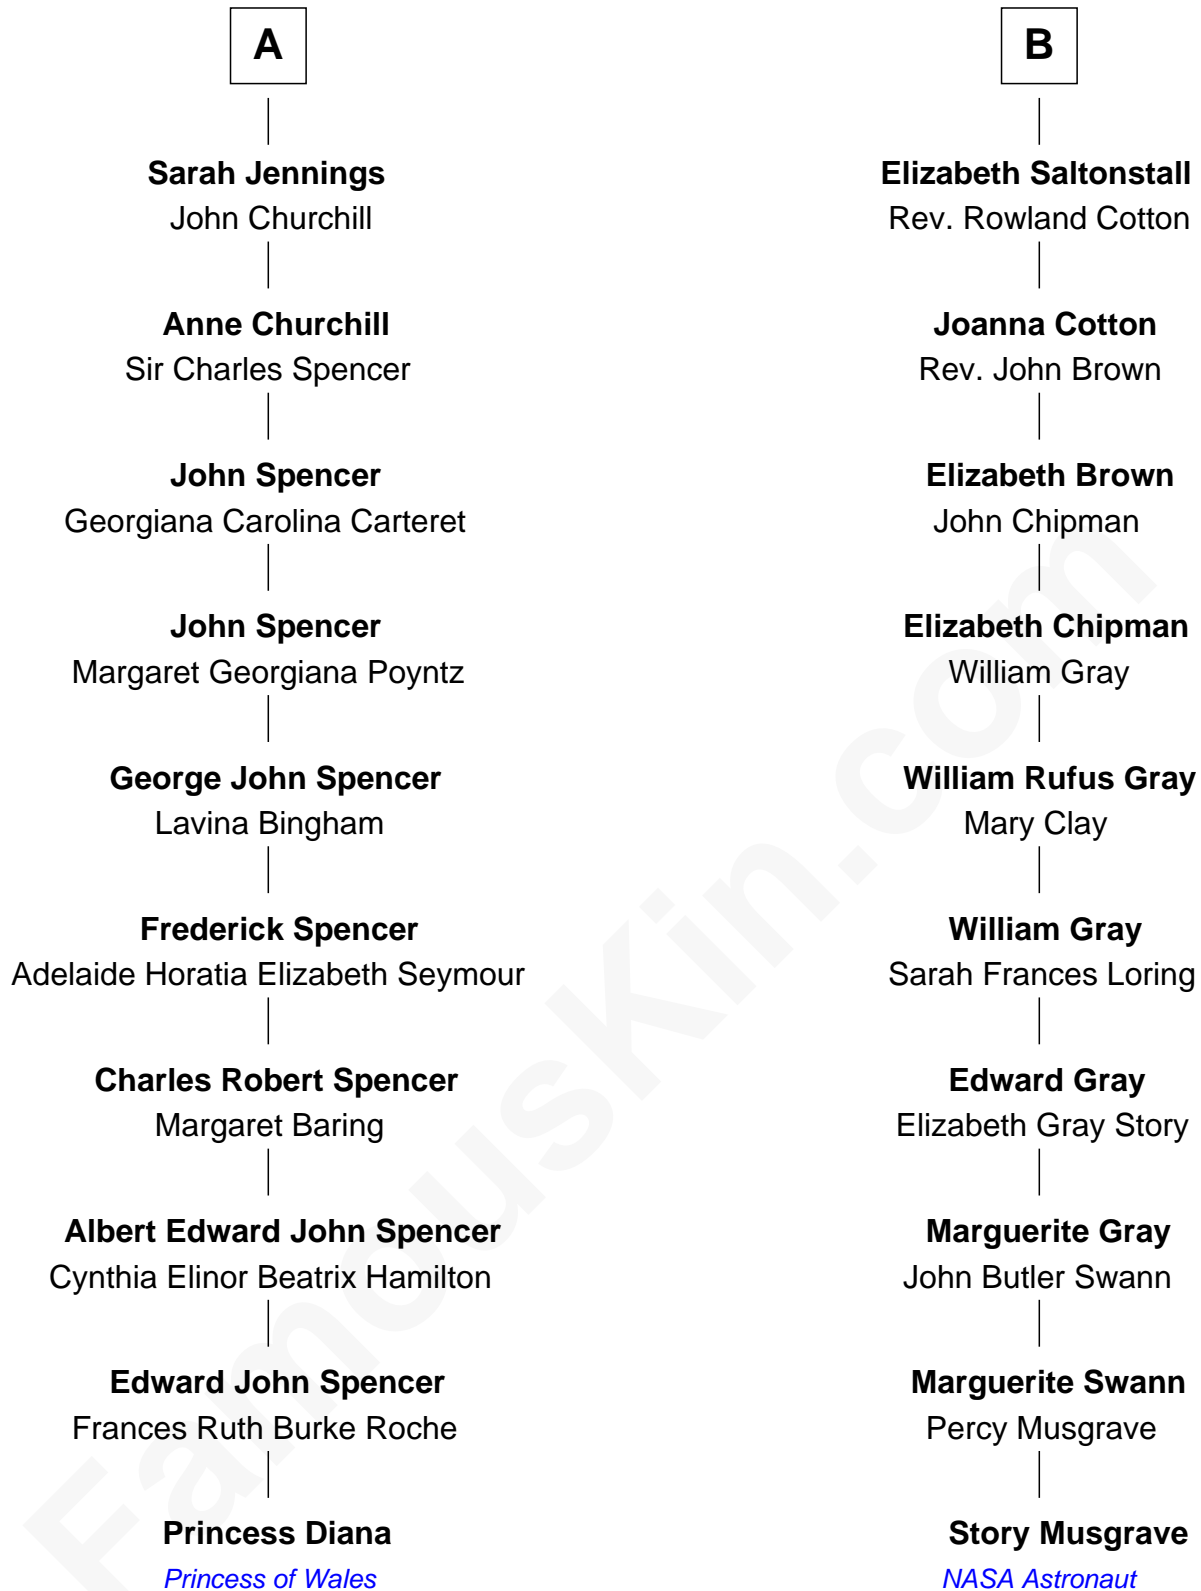 A
Sarah Jennings
John Churchill
Anne Churchill
Sir Charles Spencer
John Spencer
Georgiana Carolina Carteret
John Spencer
Margaret Georgiana Poyntz
George John Spencer
Lavina Bingham
Frederick Spencer
Adelaide Horatia Elizabeth Seymour
Charles Robert Spencer
Margaret Baring
Albert Edward John Spencer
Cynthia Elinor Beatrix Hamilton
Edward John Spencer
Frances Ruth Burke Roche
Princess Diana
Princess of Wales
B
Elizabeth Saltonstall
Rev. Rowland Cotton
Joanna Cotton
Rev. John Brown
Elizabeth Brown
John Chipman
Elizabeth Chipman
William Gray
William Rufus Gray
Mary Clay
William Gray
Sarah Frances Loring
Edward Gray
Elizabeth Gray Story
Marguerite Gray
John Butler Swann
Marguerite Swann
Percy Musgrave
Story Musgrave
NASA Astronaut
FamousKin.com